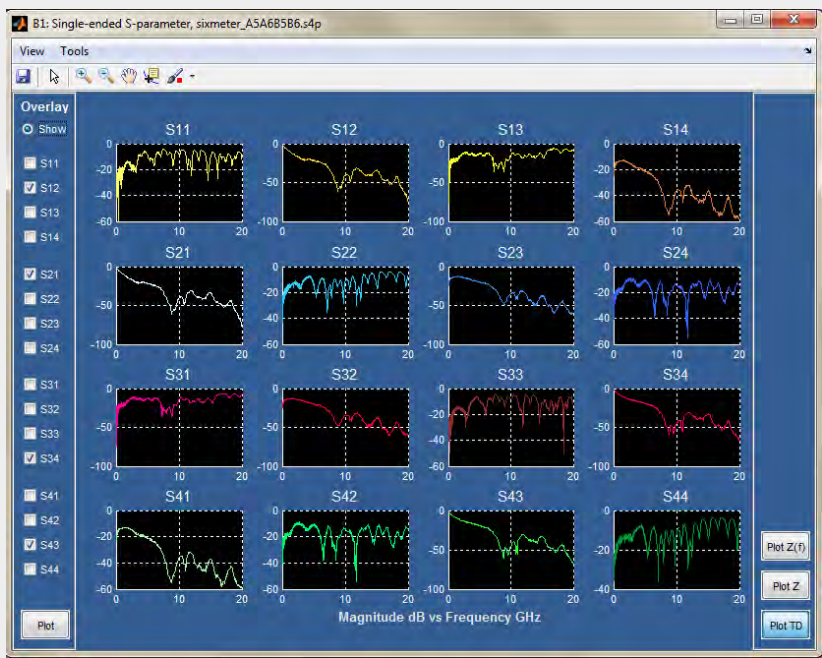 B1: Single-ended S-parameter, sixmeter_A5A6B5B6.s4p
View Tools
Overlay
Show
S11
S12
S13
S14
S21
S22
S23
S24
S31
S32
S33
S34
S41
S42
S43
S44
Plot
S11 S12 S13 S14
0 0 0 0
-20 -50 -50 -20
-40 -40
-60 -100 -100 -60
0 10 20 0 10 20 0 10 20 0 10 20
S21 S22 S23 S24
0 0 0 0
-50 -20 -50 -20
-40 -40
-100 -60 -100 -60
0 10 20 0 10 20 0 10 20 0 10 20
S31 S32 S33 S34
0 0 0 0
-50 -50 -20 -50
-40
-100 -100 -60 -100
0 10 20 0 10 20 0 10 20 0 10 20
S41 S42 S43 S44
0 0 0 0
-20 -20 -50 -20
-40 -40
-60 -60 -100 -40
0 10 20 0 10 20 0 10 20 0 10 20
Magnitude dB vs Frequency GHz
Plot Z(f)
Plot Z
Plot TD